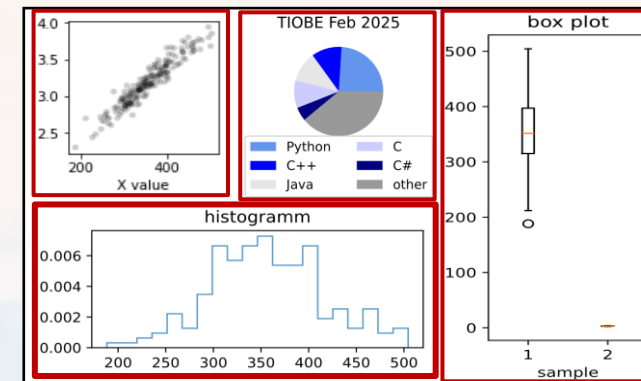 4.0
3.5
3.0
2.5
200 400
X value
TIOBE Feb 2025
Python C
C++ C#
Java other
histogramm
0.006
0.004
0.002
0.000
200 250 300 350 400 450 500
box plot
500
400
300
200
100
0
1 2
sample